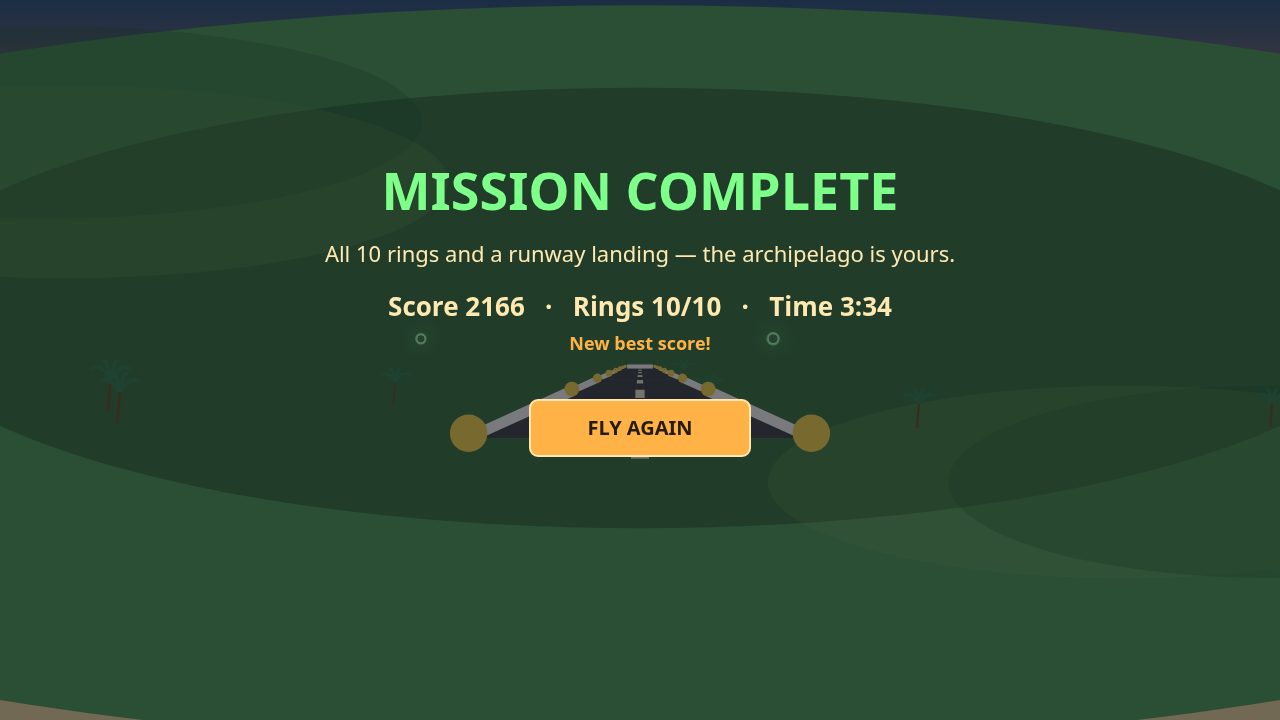 MISSION COMPLETE
All 10 rings and a runway landing — the archipelago is yours.
Score 2166 · Rings 10/10 · Time 3:34
New best score!
FLY AGAIN